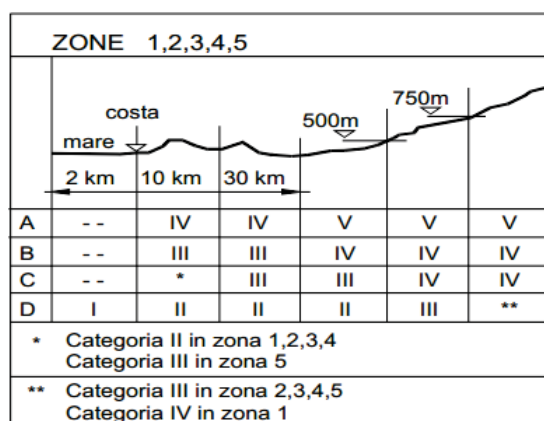 ZONE 1,2,3,4,5
750m
costa
500m
mare
2 km 10 km 30 km
A -- IV IV V V V
B -- III III IV IV IV
C -- * III III IV IV
D I II II II III **
* Categoria II in zona 1,2,3,4
Categoria III in zona 5
** Categoria III in zona 2,3,4,5
Categoria IV in zona 1